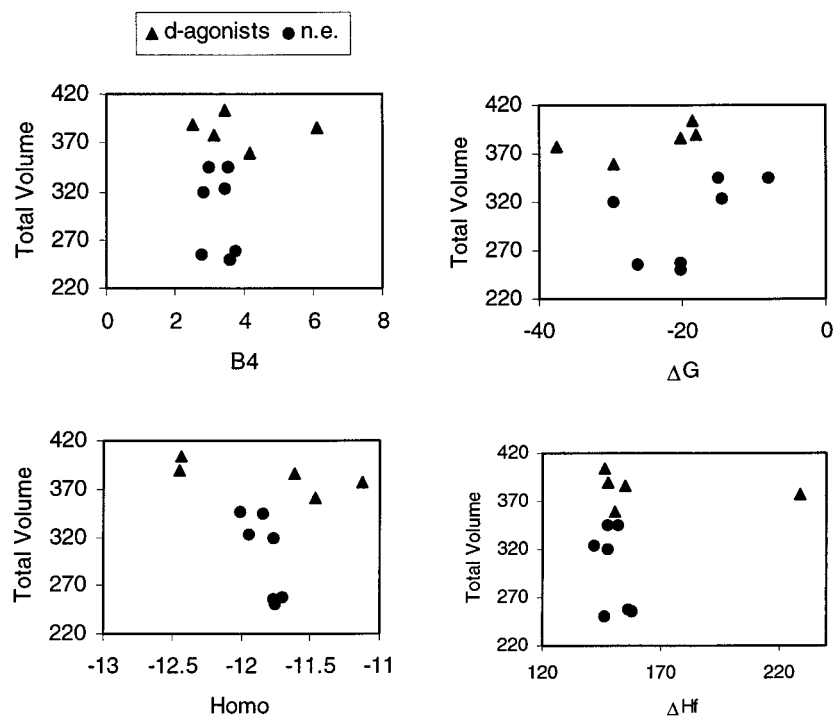 ▲ d-agonists ● n.e.
420
370
320
270
220
Total Volume
0 2 4 6 8
B4
420
370
320
270
220
Total Volume
-40 -20 0
ΔG
420
370
320
270
220
Total Volume
-13 -12.5 -12 -11.5 -11
Homo
420
370
320
270
220
Total Volume
120 170 220
ΔHf